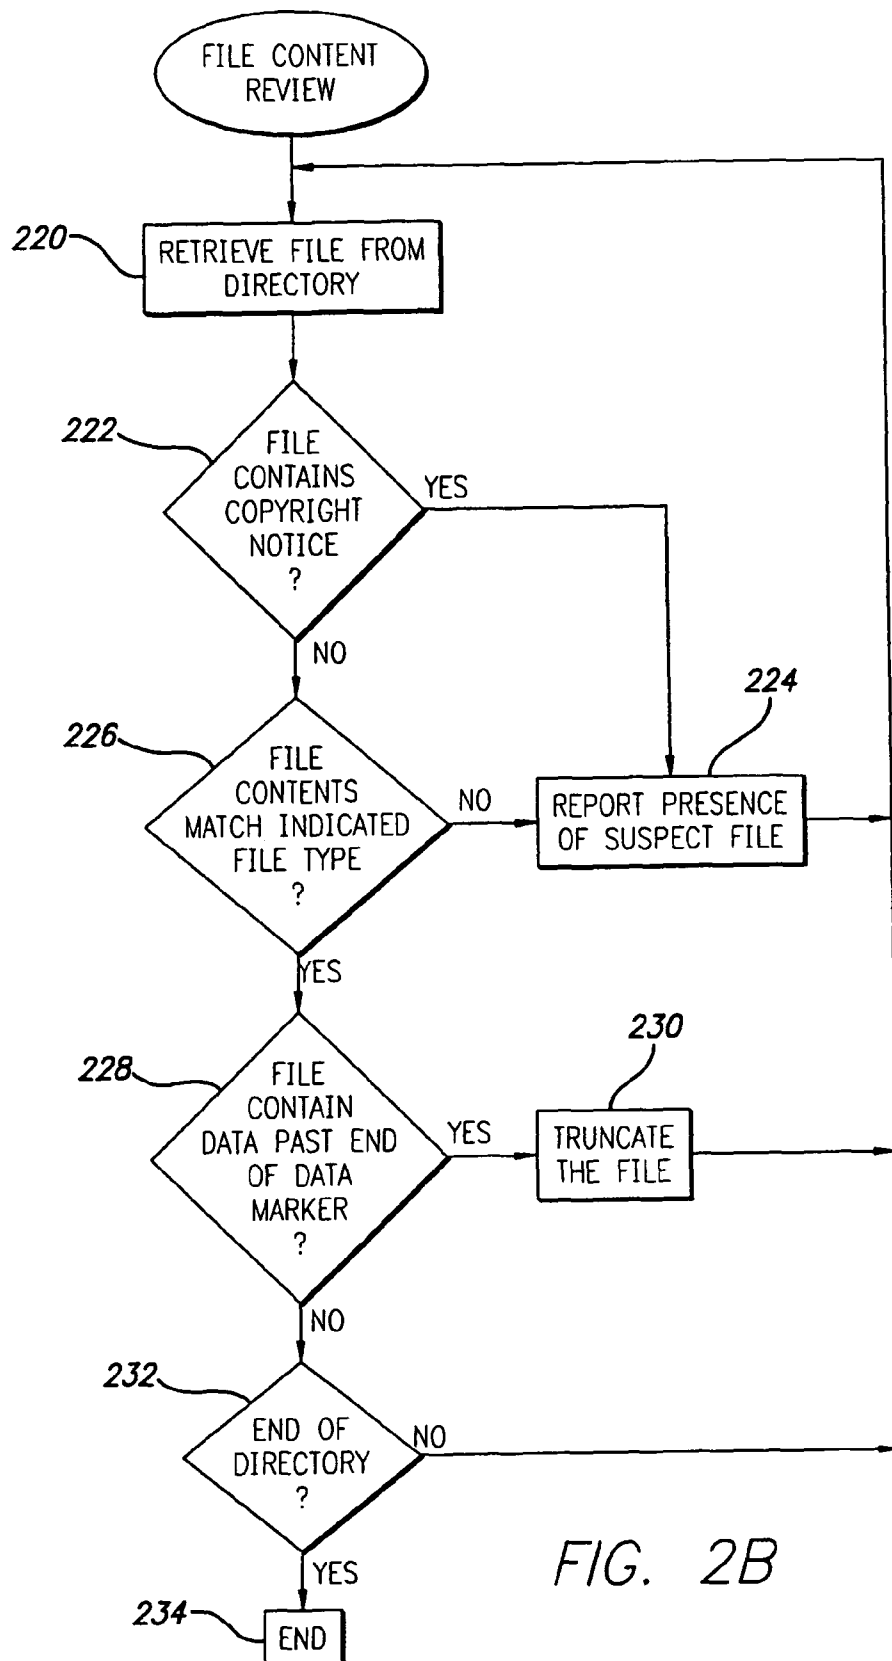 FILE CONTENT
REVIEW
220
RETRIEVE FILE FROM
DIRECTORY
222
FILE
CONTAINS
COPYRIGHT
NOTICE
?
YES
NO
224
226
FILE
CONTENTS
MATCH INDICATED
FILE TYPE
?
NO
REPORT PRESENCE
OF SUSPECT FILE
YES
230
228
FILE
CONTAIN
DATA PAST END
OF DATA
MARKER
?
YES
TRUNCATE
THE FILE
NO
232
END OF
DIRECTORY
?
NO
YES
FIG. 2B
234
END